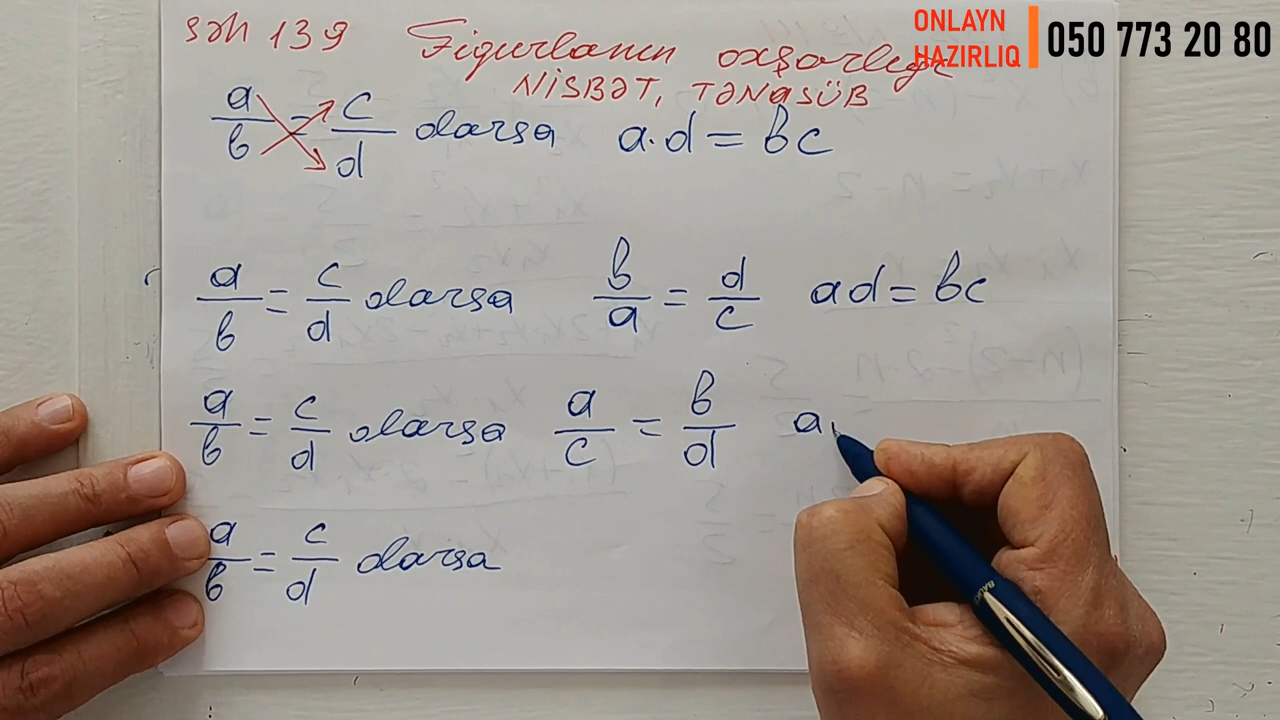 səh 139 Fiqurların oxşarlığı
ONLAYN HAZIRLIQ 050 773 20 80
NİSBƏT, TƏNASÜB
a/b = c/d olarsa a·d = bc
a/b = c/d olarsa b/a = d/c ad = bc
a/b = c/d olarsa a/c = b/d a
a/b = c/d olarsa